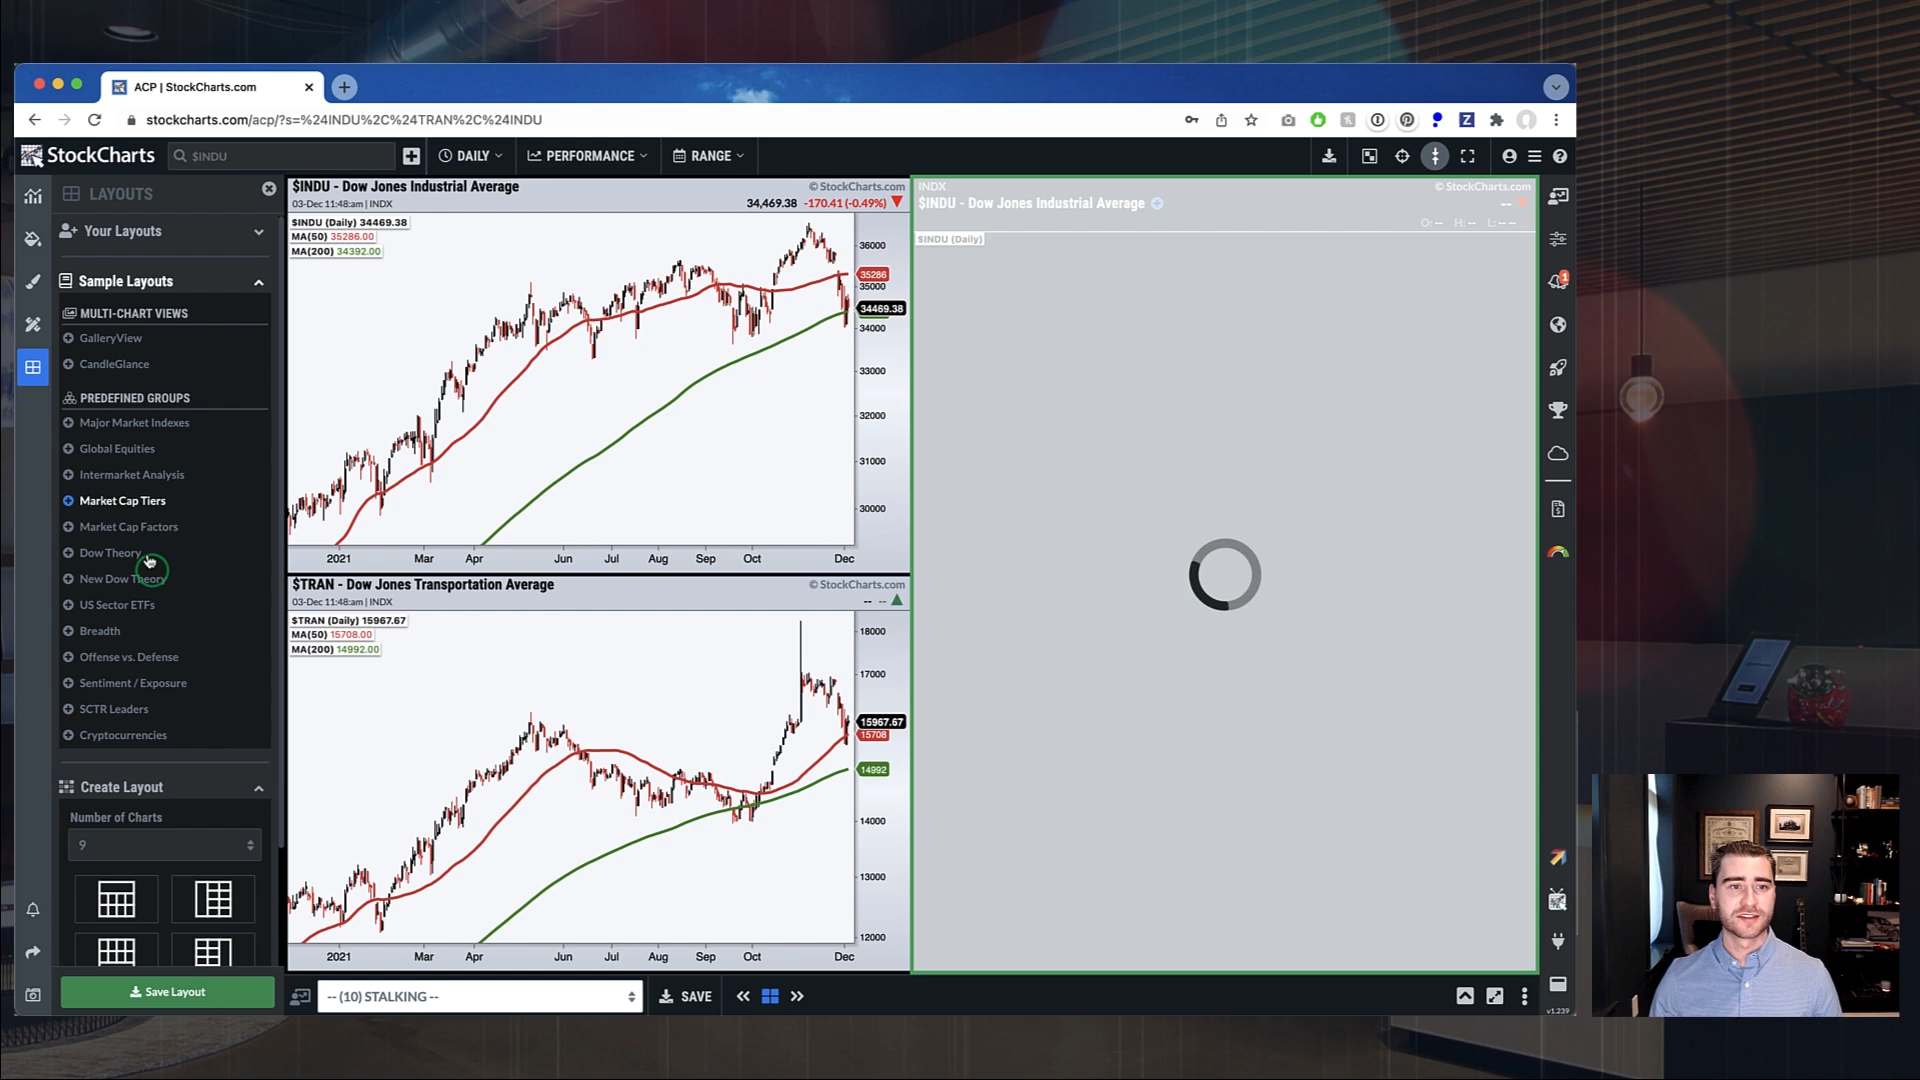 ACP | StockCharts.com
stockcharts.com/acp/?s=%24INDU%2C%24TRAN%2C%24INDU
StockCharts
$INDU
DAILY
PERFORMANCE
RANGE
LAYOUTS
Your Layouts
Sample Layouts
MULTI-CHART VIEWS
GalleryView
CandleGlance
PREDEFINED GROUPS
Major Market Indexes
Global Equities
Intermarket Analysis
Market Cap Tiers
Market Cap Factors
Dow Theory
New Dow Theory
US Sector ETFs
Breadth
Offense vs. Defense
Sentiment / Exposure
SCTR Leaders
Cryptocurrencies
Create Layout
Number of Charts
9
Save Layout
$INDU - Dow Jones Industrial Average
© StockCharts.com
03-Dec 11:48:am | INDX
34,469.38 -170.41 (-0.49%)
$INDU (Daily) 34469.38
MA(50) 35286.00
MA(200) 34392.00
36000
35286
35000
34469.38
34000
33000
32000
31000
30000
2021 Mar Apr Jun Jul Aug Sep Oct Dec
$TRAN - Dow Jones Transportation Average
© StockCharts.com
03-Dec 11:48:am | INDX
-- --
$TRAN (Daily) 15967.67
MA(50) 15708.00
MA(200) 14992.00
18000
17000
15967.67
15708
14992
14000
13000
12000
2021 Mar Apr Jun Jul Aug Sep Oct Dec
INDX
© StockCharts.com
$INDU - Dow Jones Industrial Average
--
O: -- H: -- L: -- --
$INDU (Daily)
-- (10) STALKING --
SAVE
1
Z
v1.239